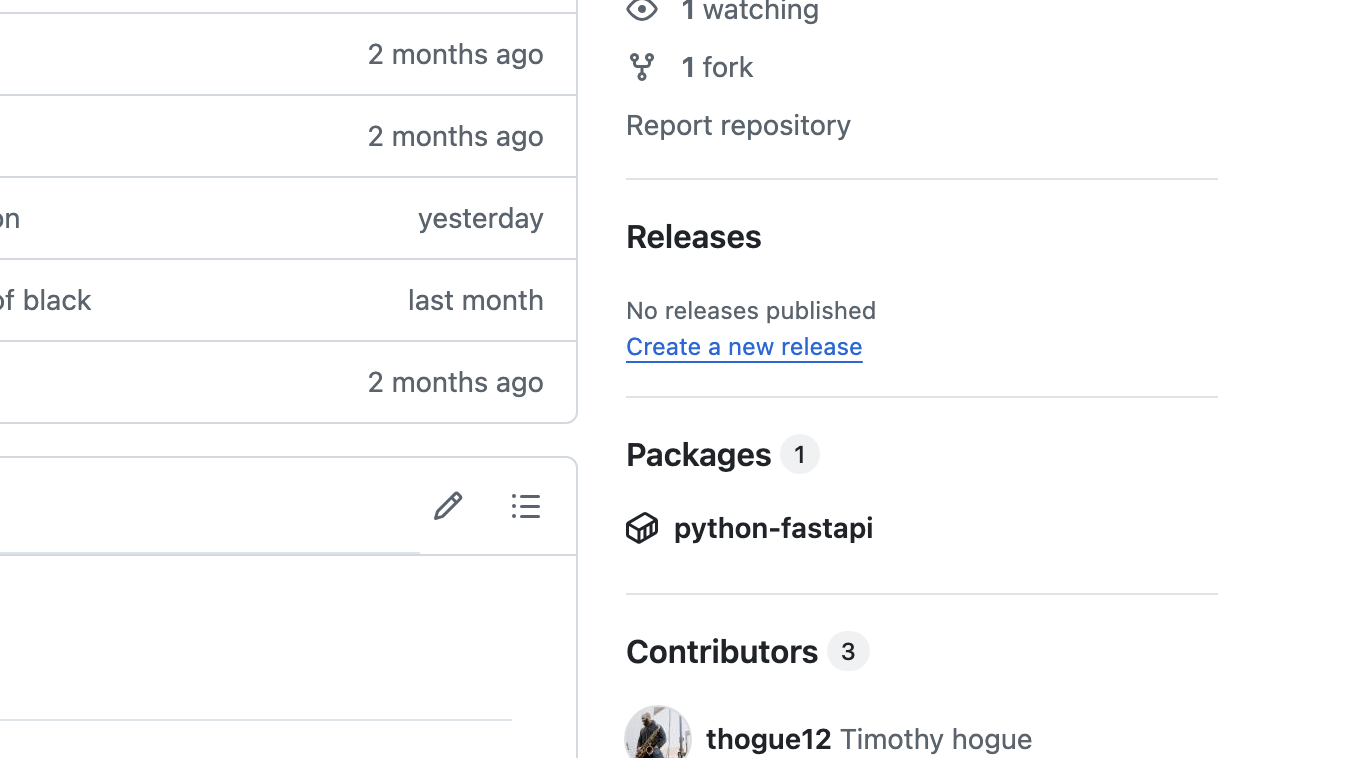 2 months ago
2 months ago
on yesterday
of black last month
2 months ago
1 watching
1 fork
Report repository
Releases
No releases published
Create a new release
Packages 1
python-fastapi
Contributors 3
thogue12 Timothy hogue